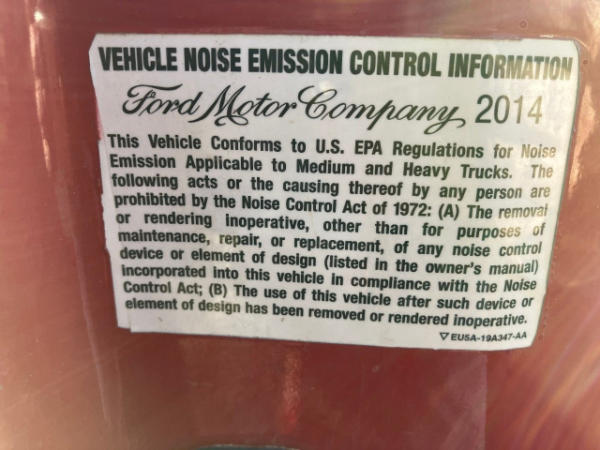 VEHICLE NOISE EMISSION CONTROL INFORMATION
Ford Motor Company, 2014
This Vehicle Conforms to U.S. EPA Regulations for Noise
Emission Applicable to Medium and Heavy Trucks. The
following acts or the causing thereof by any person are
prohibited by the Noise Control Act of 1972: (A) The removal
or rendering inoperative, other than for purposes of
maintenance, repair, or replacement, of any noise control
device or element of design (listed in the owner's manual)
incorporated into this vehicle in compliance with the Noise
Control Act; (B) The use of this vehicle after such device or
element of design has been removed or rendered inoperative.
▽ EU5A-19A347-AA